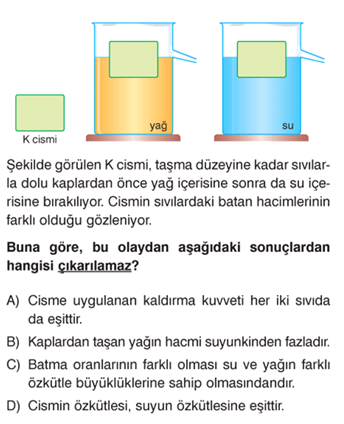 yağ
su
K cismi
Şekilde görülen K cismi, taşma düzeyine kadar sıvılar-
la dolu kaplardan önce yağ içerisine sonra da su içe-
risine bırakılıyor. Cismin sıvılardaki batan hacimlerinin
farklı olduğu gözleniyor.
Buna göre, bu olaydan aşağıdaki sonuçlardan
hangisi çıkarılamaz?
A) Cisme uygulanan kaldırma kuvveti her iki sıvıda
da eşittir.
B) Kaplardan taşan yağın hacmi suyunkinden fazladır.
C) Batma oranlarının farklı olması su ve yağın farklı
özkütle büyüklüklerine sahip olmasındandır.
D) Cismin özkütlesi, suyun özkütlesine eşittir.